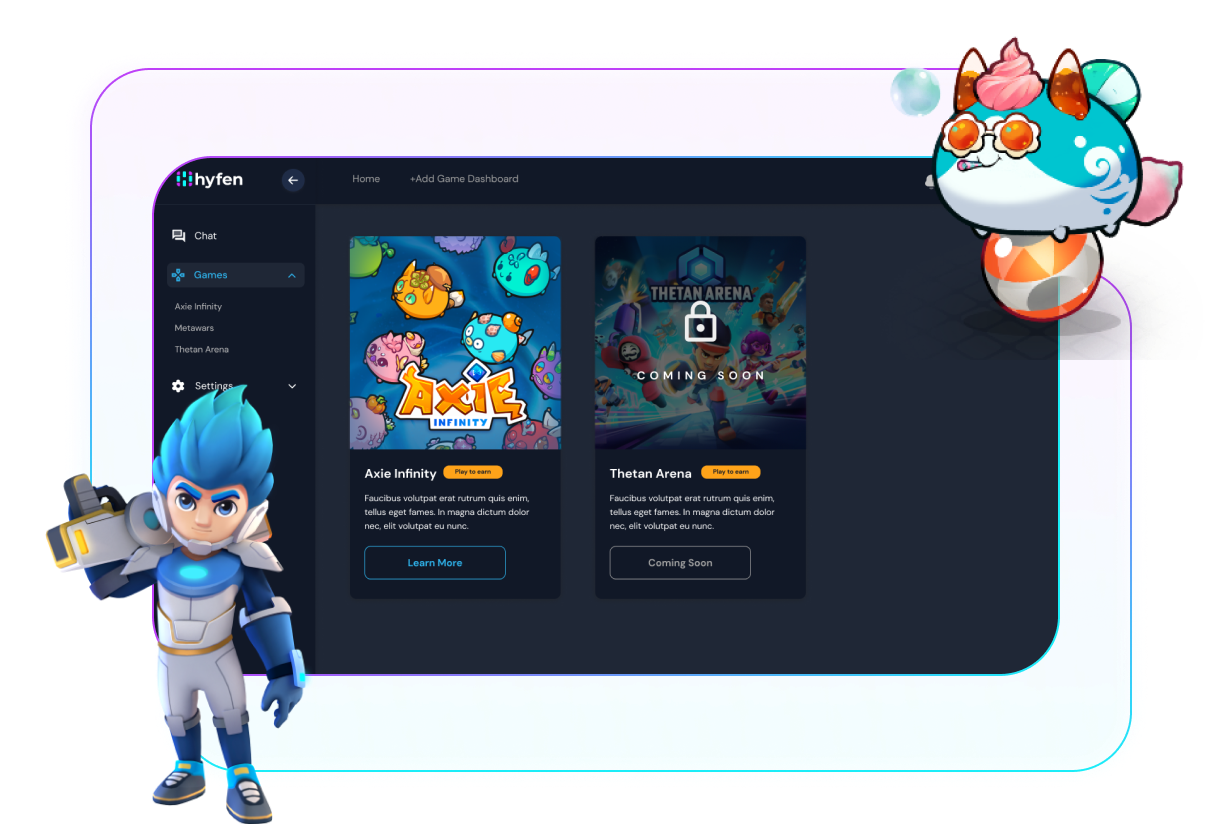 hyfen
Home
+Add Game Dashboard
Chat
Games
Axie Infinity
Metawars
Thetan Arena
Settings
AXIE
INFINITY
Axie Infinity
Play to earn
Faucibus volutpat erat rutrum quis enim,
tellus eget fames. In magna dictum dolor
nec, elit volutpat eu nunc.
Learn More
THETAN ARENA
COMING SOON
Thetan Arena
Play to earn
Faucibus volutpat erat rutrum quis enim,
tellus eget fames. In magna dictum dolor
nec, elit volutpat eu nunc.
Coming Soon